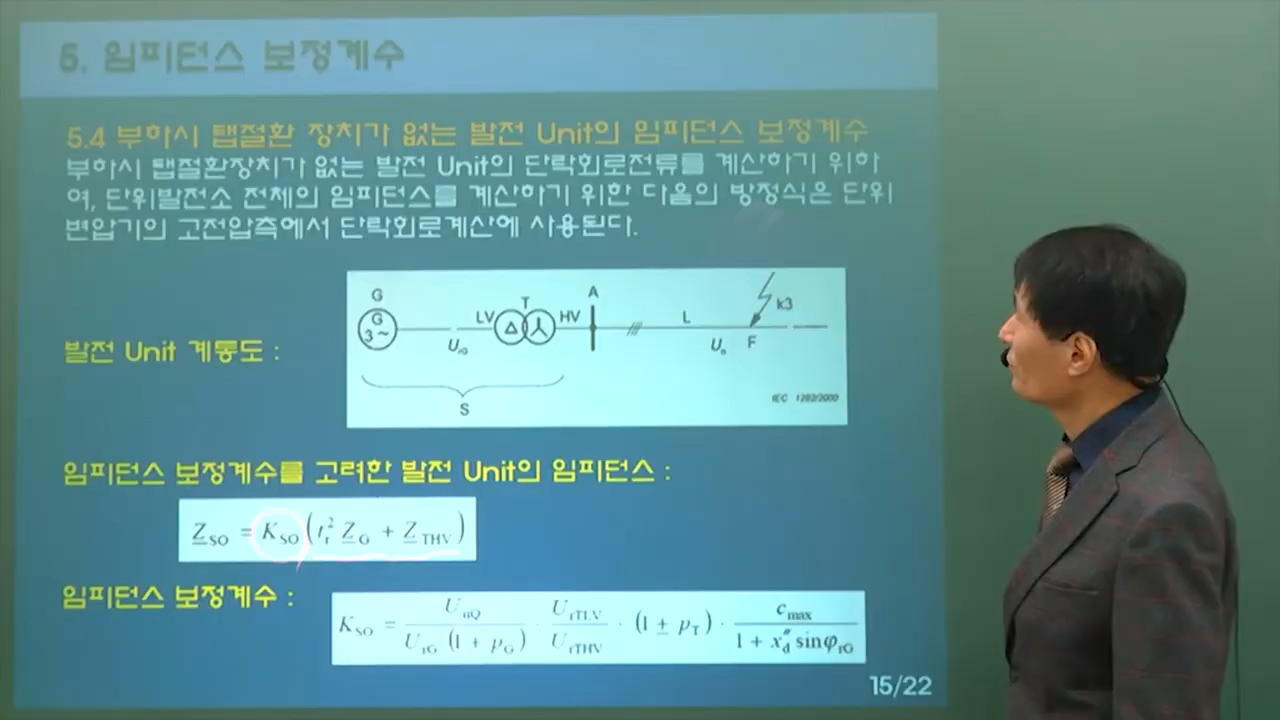 5. 임피던스 보정계수
5.4 부하시 탭절환 장치가 없는 발전 Unit의 임피던스 보정계수
부하시 탭절환장치가 없는 발전 Unit의 단락회로전류를 계산하기 위하
여, 단위발전소 전체의 임피던스를 계산하기 위한 다음의 방정식은 단위
변압기의 고전압측에서 단락회로계산에 사용된다.
발전 Unit 계통도 :
G
G
3~
U_rG
LV
T
HV
A
L
U_n
F
k3
S
IEC 1282/2000
임피던스 보정계수를 고려한 발전 Unit의 임피던스 :
Z_SO = K_SO (t_r^2 Z_G + Z_THV)
임피던스 보정계수 :
K_SO = U_nQ / U_rG (1 + p_G) · U_rTLV / U_rTHV · (1 ± p_T) · c_max / 1 + x''_d sinφ_rG
15/22